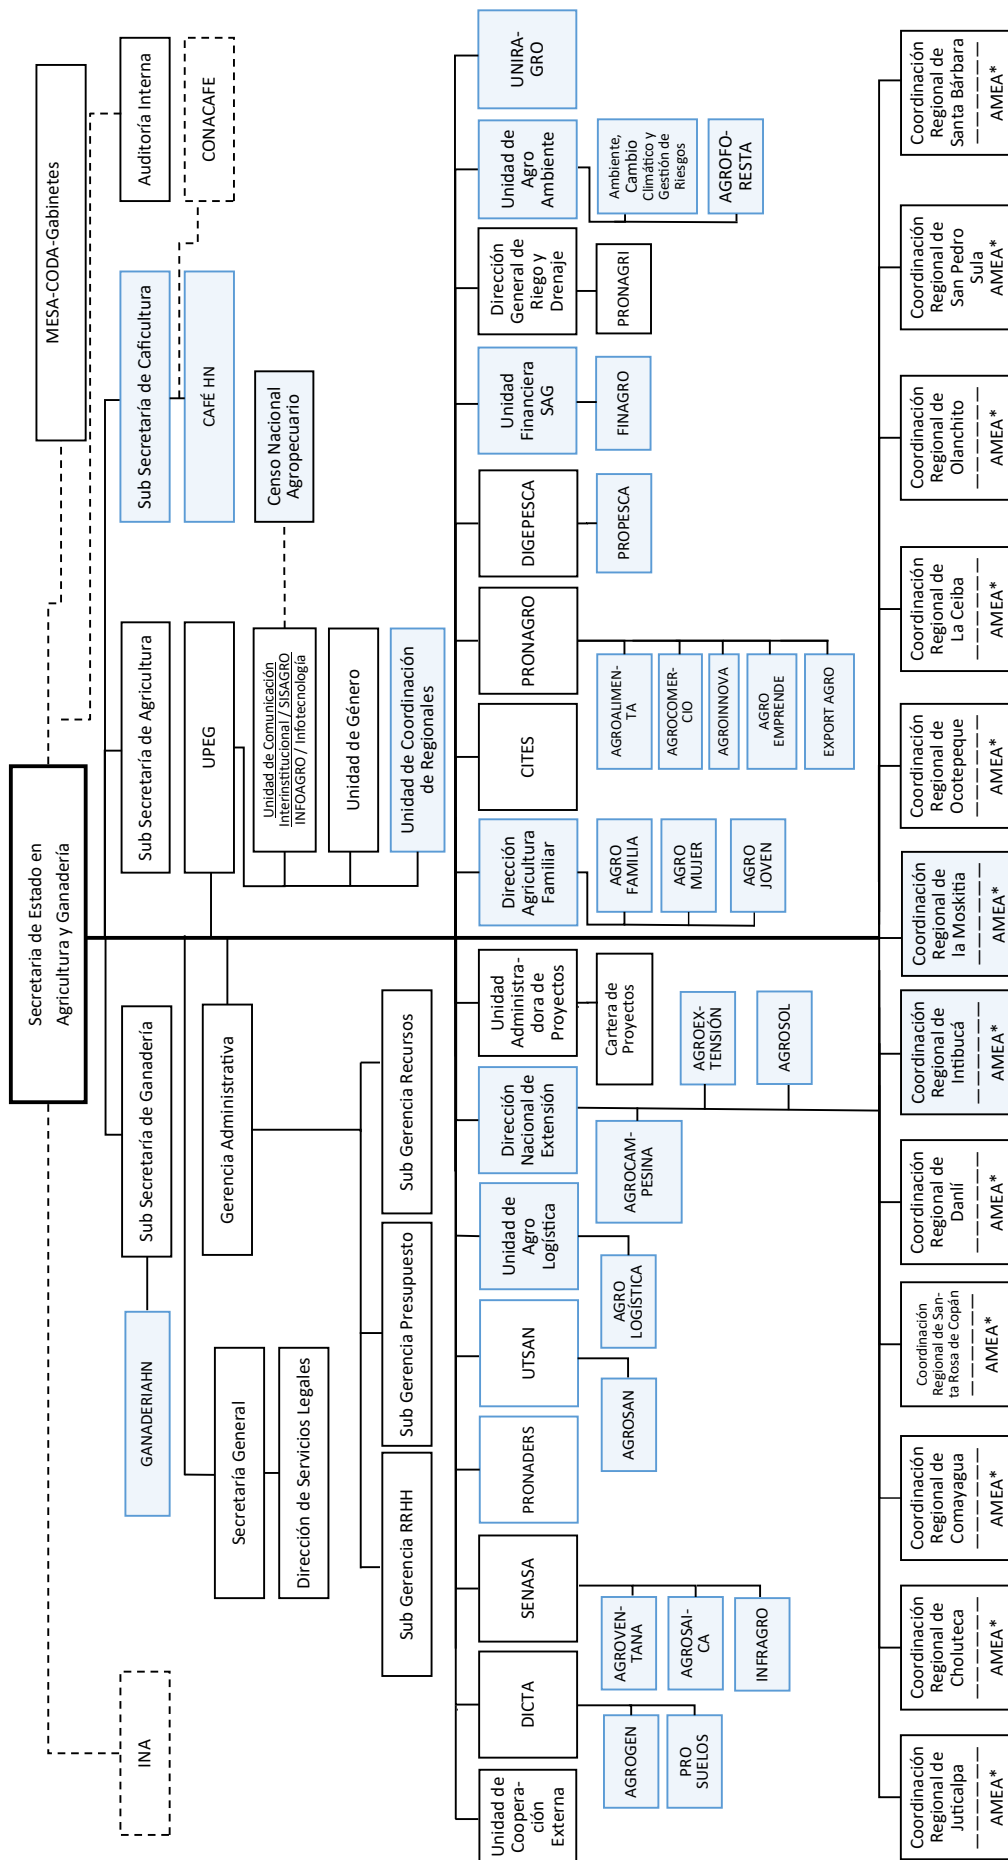 Secretaria de Estado en
Agricultura y Ganadería
MESA-CODA-Gabinetes
INA
Auditoría Interna
CONACAFE
Sub Secretaría de Ganadería
Sub Secretaría de Agricultura
Sub Secretaría de Caficultura
GANADERIAHN
UPEG
CAFÉ HN
Secretaría General
Gerencia Administrativa
Dirección de Servicios Legales
Unidad de Comunicación
Interinstitucional / SISAGRO
INFOAGRO / Infotecnología
Censo Nacional
Agropecuario
Unidad de Género
Unidad de Coordinación
de Regionales
Sub Gerencia RRHH
Sub Gerencia Presupuesto
Sub Gerencia Recursos
Unidad de
Coopera-
ción
Externa
DICTA
SENASA
PRONADERS
UTSAN
Unidad de
Agro
Logística
Dirección
Nacional de
Extensión
Unidad
Administra-
dora de
Proyectos
Dirección
Agricultura
Familiar
CITES
PRONAGRO
DIGEPESCA
Unidad
Financiera
SAG
Dirección
General de
Riego y
Drenaje
Unidad de
Agro
Ambiente
UNIRA-
GRO
AGROGEN
PRO
SUELOS
AGROVEN-
TANA
AGROSAI-
CA
INFRAGRO
AGROSAN
AGRO
LOGÍSTICA
AGROCAM-
PESINA
AGROEX-
TENSIÓN
AGROSOL
Cartera de
Proyectos
AGRO
FAMILIA
AGRO
MUJER
AGRO
JOVEN
AGROALIMEN-
TA
AGROCOMER-
CIO
AGROINNOVA
AGRO
EMPRENDE
EXPORT AGRO
PROPESCA
FINAGRO
PRONAGRI
Ambiente,
Cambio
Climático y
Gestión de
Riesgos
AGROFO-
RESTA
Coordinación
Regional de
Juticalpa
AMEA*
Coordinación
Regional de
Choluteca
AMEA*
Coordinación
Regional de
Comayagua
AMEA*
Coordinación
Regional de San-
ta Rosa de Copán
AMEA*
Coordinación
Regional de
Danlí
AMEA*
Coordinación
Regional de
Intibucá
AMEA*
Coordinación
Regional de
la Moskitia
AMEA*
Coordinación
Regional de
Ocotepeque
AMEA*
Coordinación
Regional de
La Ceiba
AMEA*
Coordinación
Regional de
Olanchito
AMEA*
Coordinación
Regional de
San Pedro
Sula
AMEA*
Coordinación
Regional de
Santa Bárbara
AMEA*